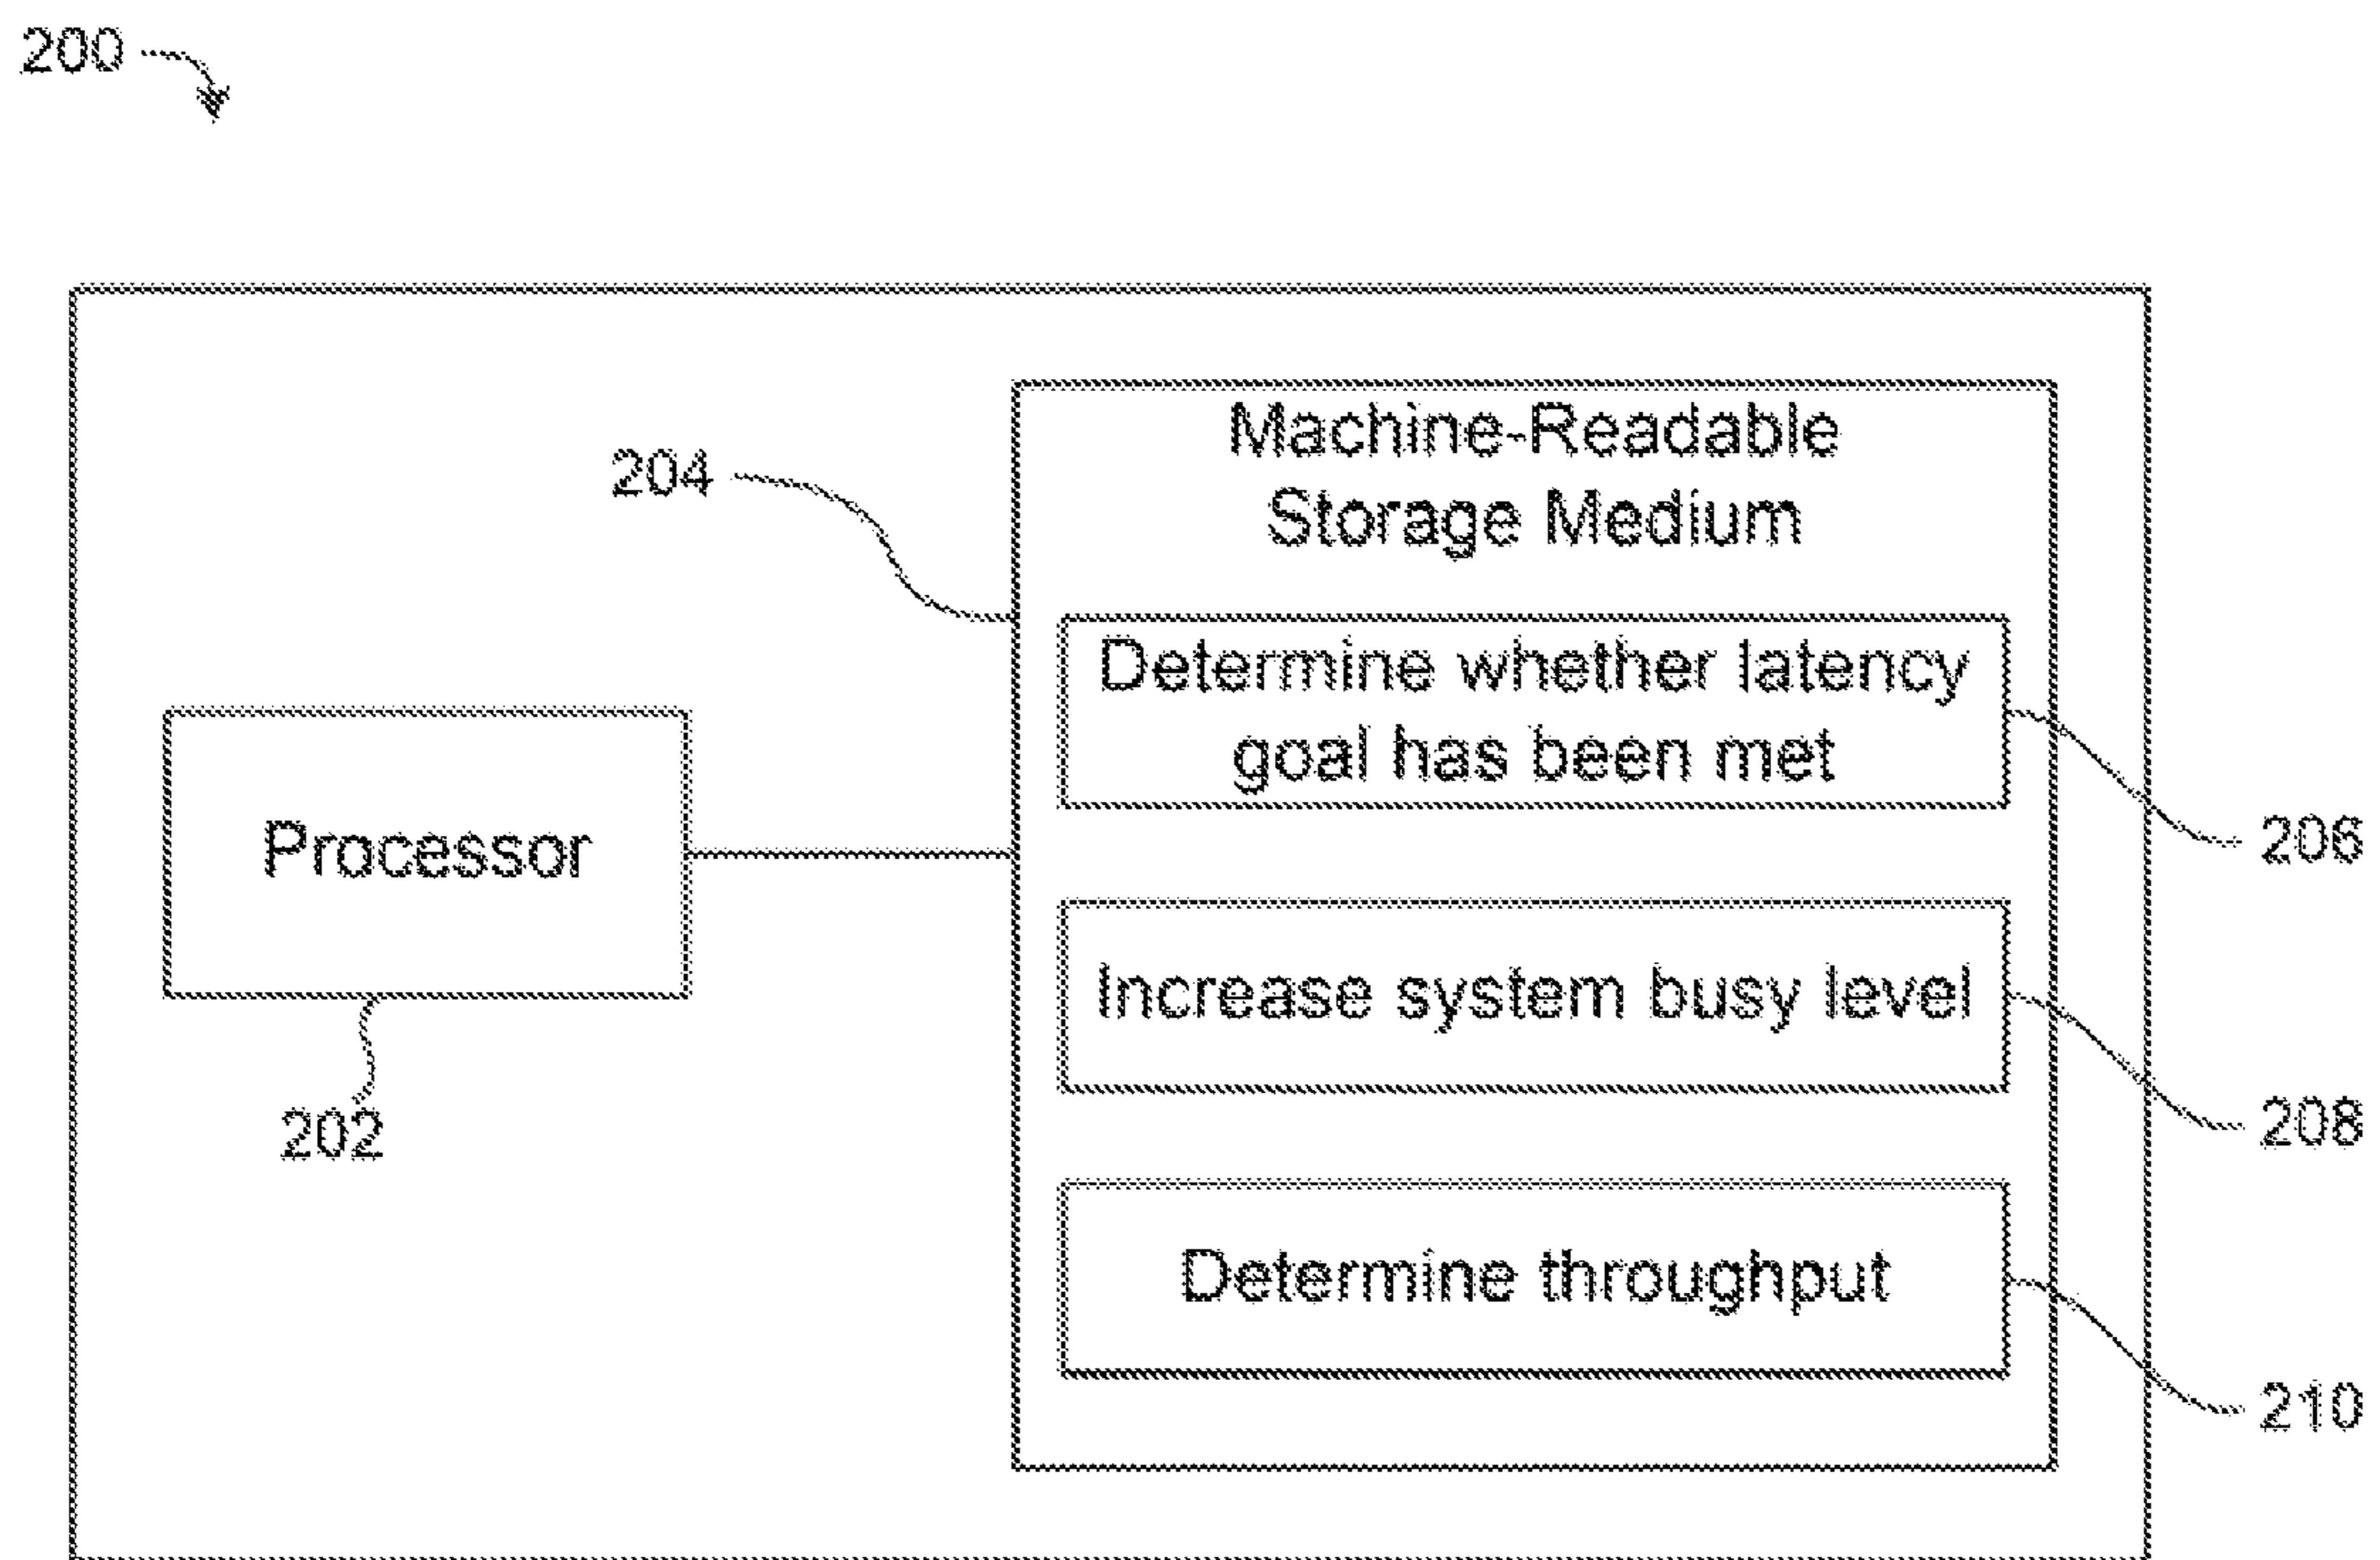 200
204
Machine-Readable
Storage Medium
Determine whether latency
goal has been met
206
Processor
202
Increase system busy level
208
Determine throughput
210